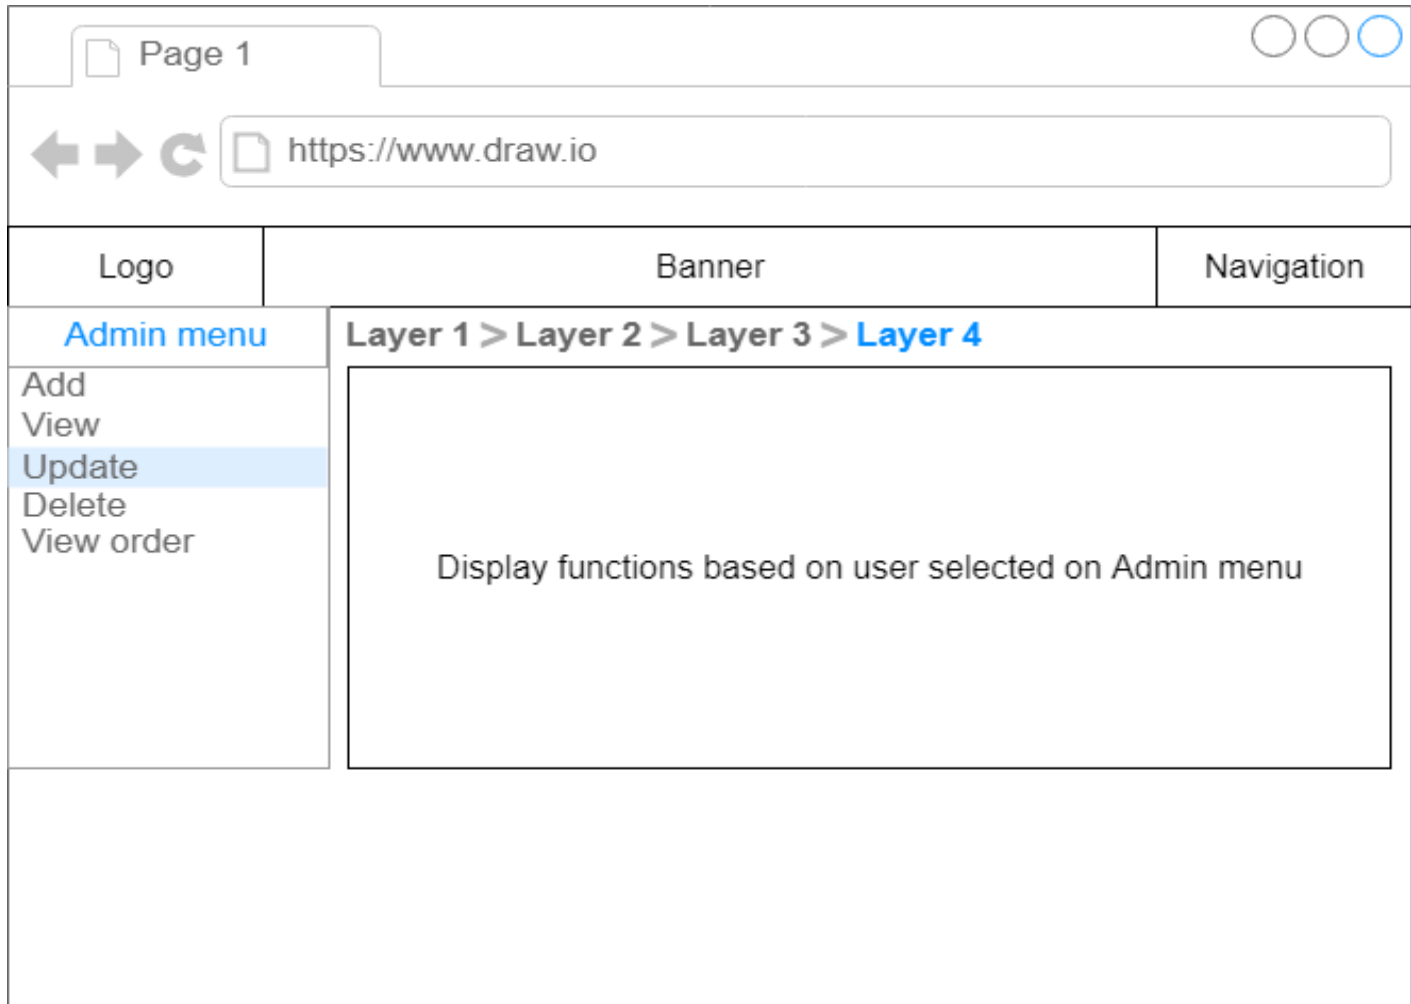 Page 1
https://www.draw.io
Logo Banner Navigation
Admin menu
Layer 1 > Layer 2 > Layer 3 > Layer 4
Add
View
Update
Delete
View order
Display functions based on user selected on Admin menu